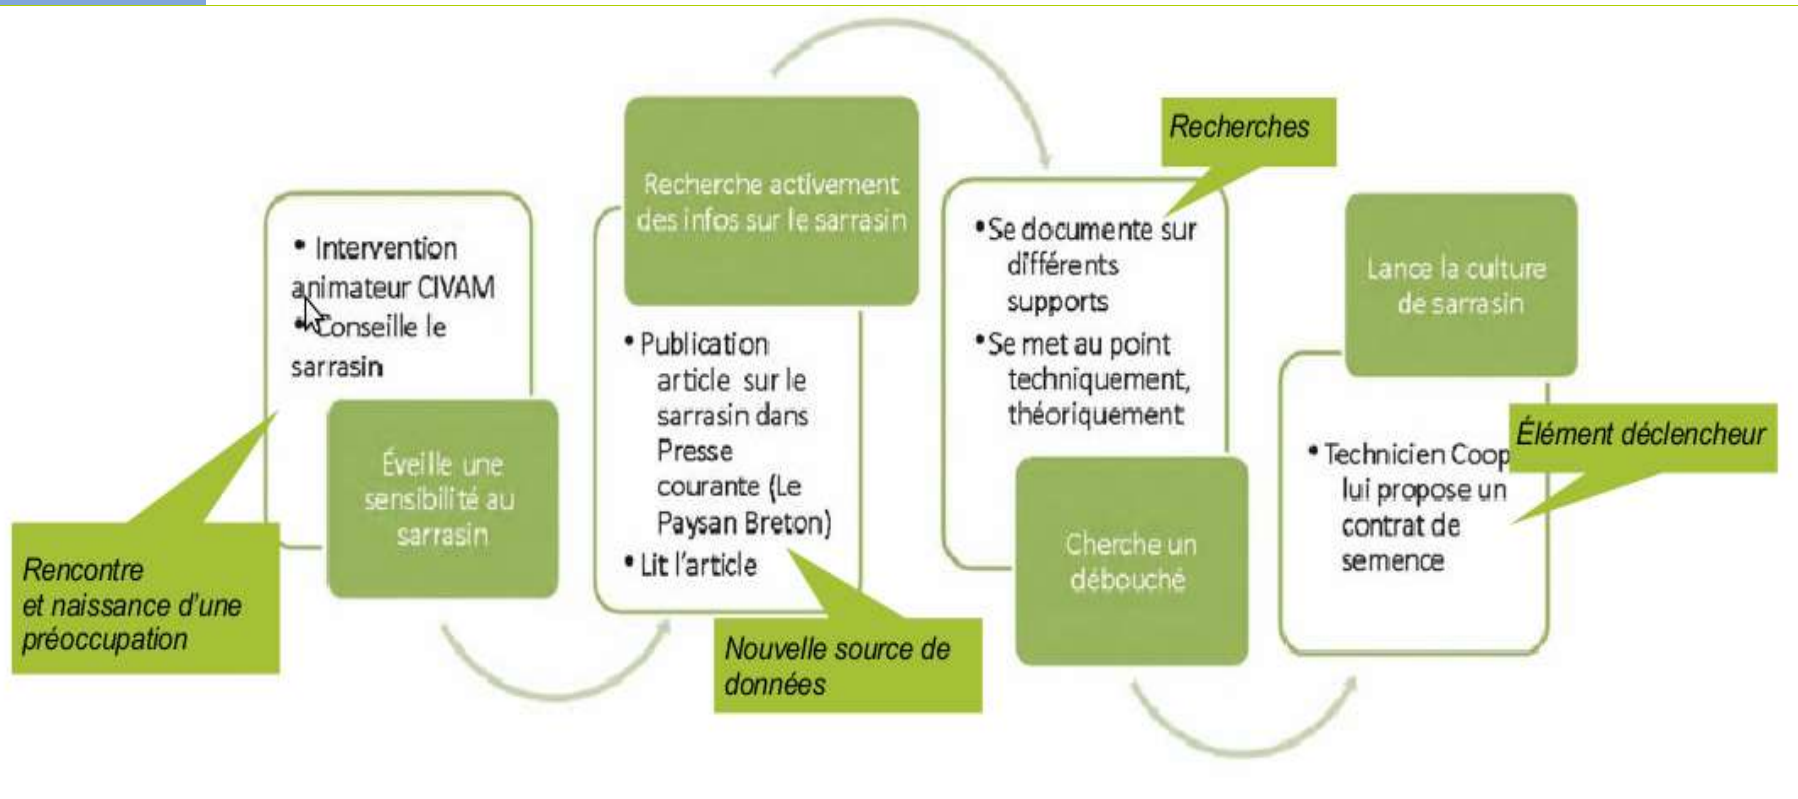 • Intervention
animateur CIVAM
• Conseille le
sarrasin
Éveille une
sensibilité au
sarrasin
Rencontre
et naissance d'une
préoccupation
Recherche activement
des infos sur le sarrasin
• Publication
article sur le
sarrasin dans
Presse
courante (Le
Paysan Breton)
• Lit l'article
Nouvelle source de
données
Recherches
• Se documente sur
différents
supports
• Se met au point
techniquement,
théoriquement
Cherche un
débouché
Lance la culture
de sarrasin
Élément déclencheur
• Technicien Coop
lui propose un
contrat de
semence